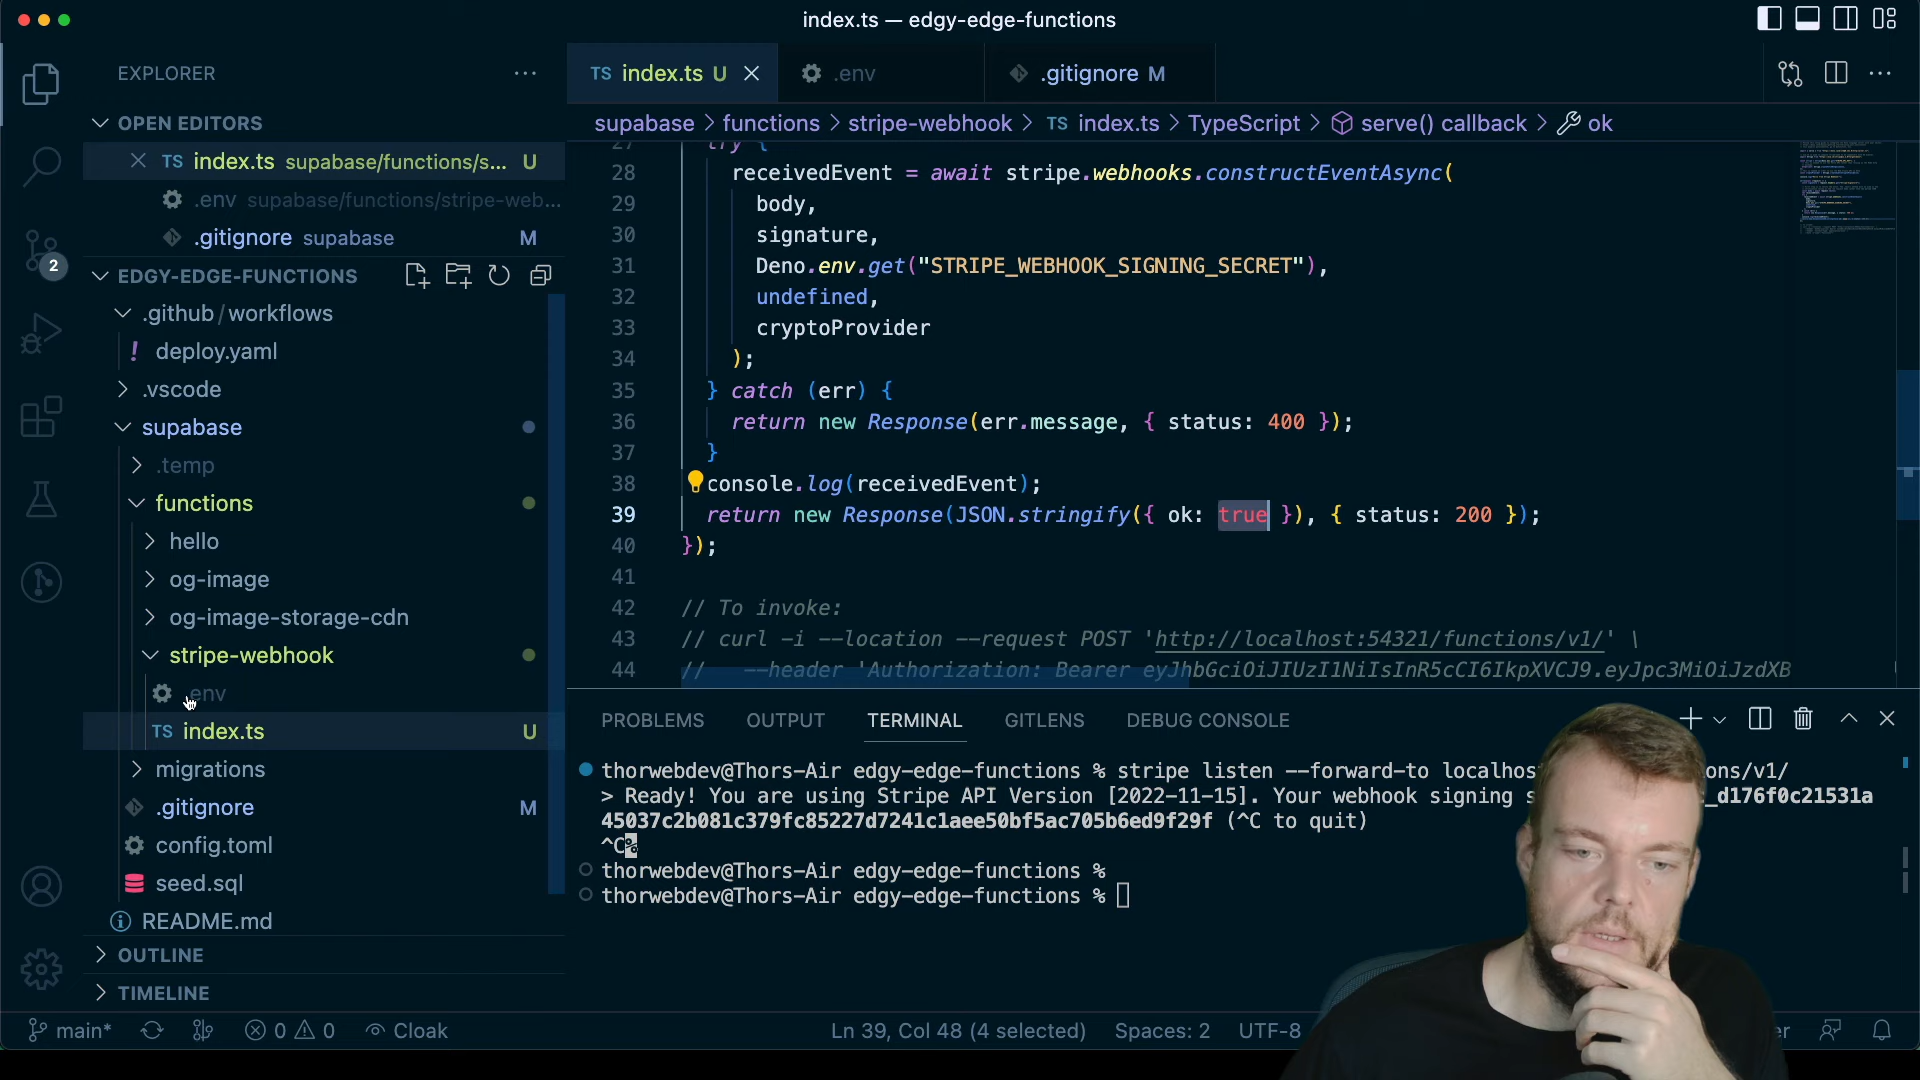 index.ts — edgy-edge-functions
EXPLORER
OPEN EDITORS
TS index.ts supabase/functions/s... U
.env supabase/functions/stripe-web...
.gitignore supabase M
2
EDGY-EDGE-FUNCTIONS
.github/workflows
! deploy.yaml
.vscode
supabase
.temp
functions
hello
og-image
og-image-storage-cdn
stripe-webhook
.env
TS index.ts U
migrations
.gitignore M
config.toml
seed.sql
README.md
OUTLINE
TIMELINE
TS index.ts U
.env
.gitignore M
supabase > functions > stripe-webhook > TS index.ts > TypeScript > serve() callback > ok
27 try {
28 receivedEvent = await stripe.webhooks.constructEventAsync(
29 body,
30 signature,
31 Deno.env.get("STRIPE_WEBHOOK_SIGNING_SECRET"),
32 undefined,
33 cryptoProvider
34 );
35 } catch (err) {
36 return new Response(err.message, { status: 400 });
37 }
38 console.log(receivedEvent);
39 return new Response(JSON.stringify({ ok: true }), { status: 200 });
40 });
41
42 // To invoke:
43 // curl -i --location --request POST 'http://localhost:54321/functions/v1/' \
44 // --header 'Authorization: Bearer eyJhbGciOiJIUzI1NiIsInR5cCI6IkpXVCJ9.eyJpc3MiOiJzdXB
PROBLEMS OUTPUT TERMINAL GITLENS DEBUG CONSOLE
thorwebdev@Thors-Air edgy-edge-functions % stripe listen --forward-to localhos ons/v1/
> Ready! You are using Stripe API Version [2022-11-15]. Your webhook signing s _d176f0c21531a
45037c2b081c379fc85227d7241c1aee50bf5ac705b6ed9f29f (^C to quit)
^C%
thorwebdev@Thors-Air edgy-edge-functions %
thorwebdev@Thors-Air edgy-edge-functions %
main* 0 0 Cloak Ln 39, Col 48 (4 selected) Spaces: 2 UTF-8 er